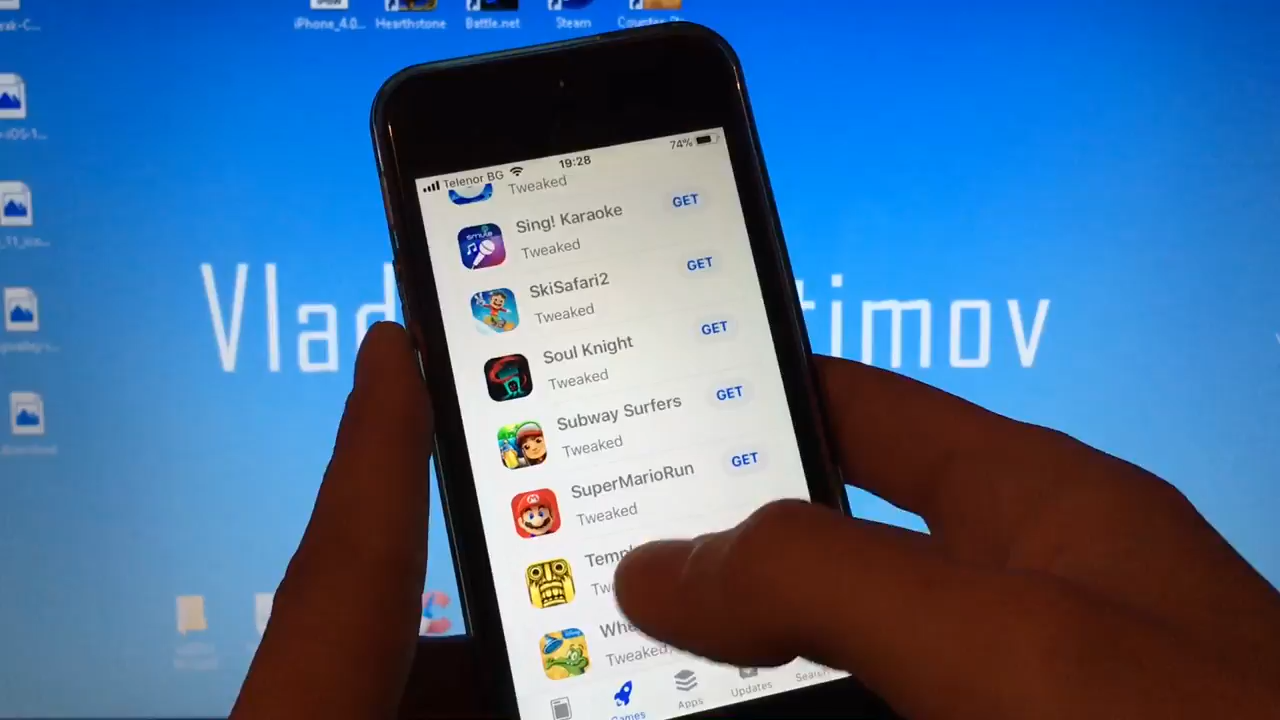 iPhone_4.0...
Hearthstone
Battle.net
Steam
Vlad
timov
Telenor BG
19:28
74%
Tweaked
GET
smule
Sing! Karaoke
Tweaked
GET
SkiSafari2
Tweaked
GET
Soul Knight
Tweaked
GET
Subway Surfers
Tweaked
GET
SuperMarioRun
Tweaked
Games
Apps
Updates
Tweaked